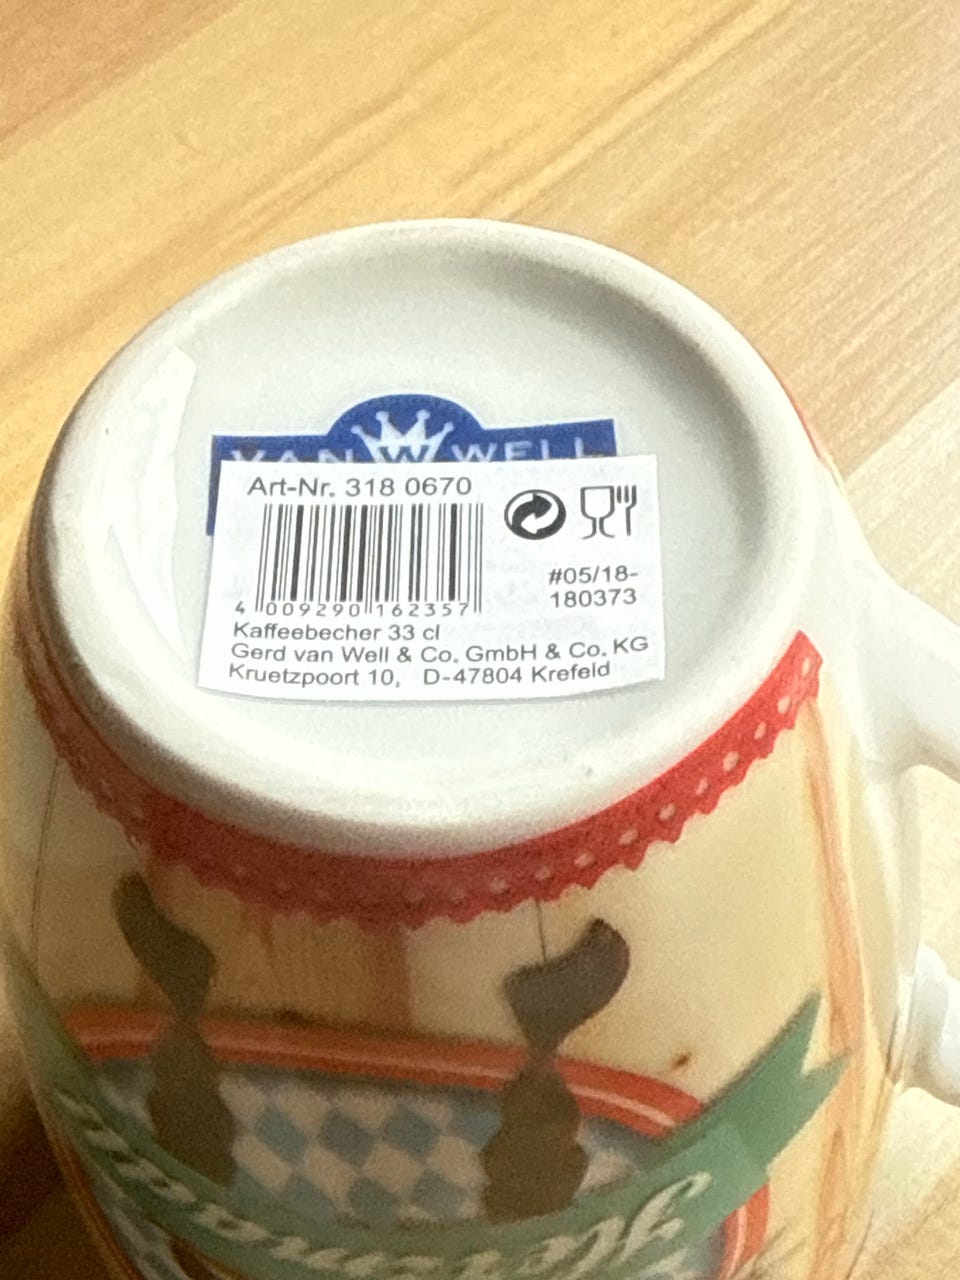 VAN W WELL
Art-Nr. 318 0670
4 009290 162357
#05/18-
180373
Kaffeebecher 33 cl
Gerd van Well & Co. GmbH & Co. KG
Kruetzpoort 10, D-47804 Krefeld